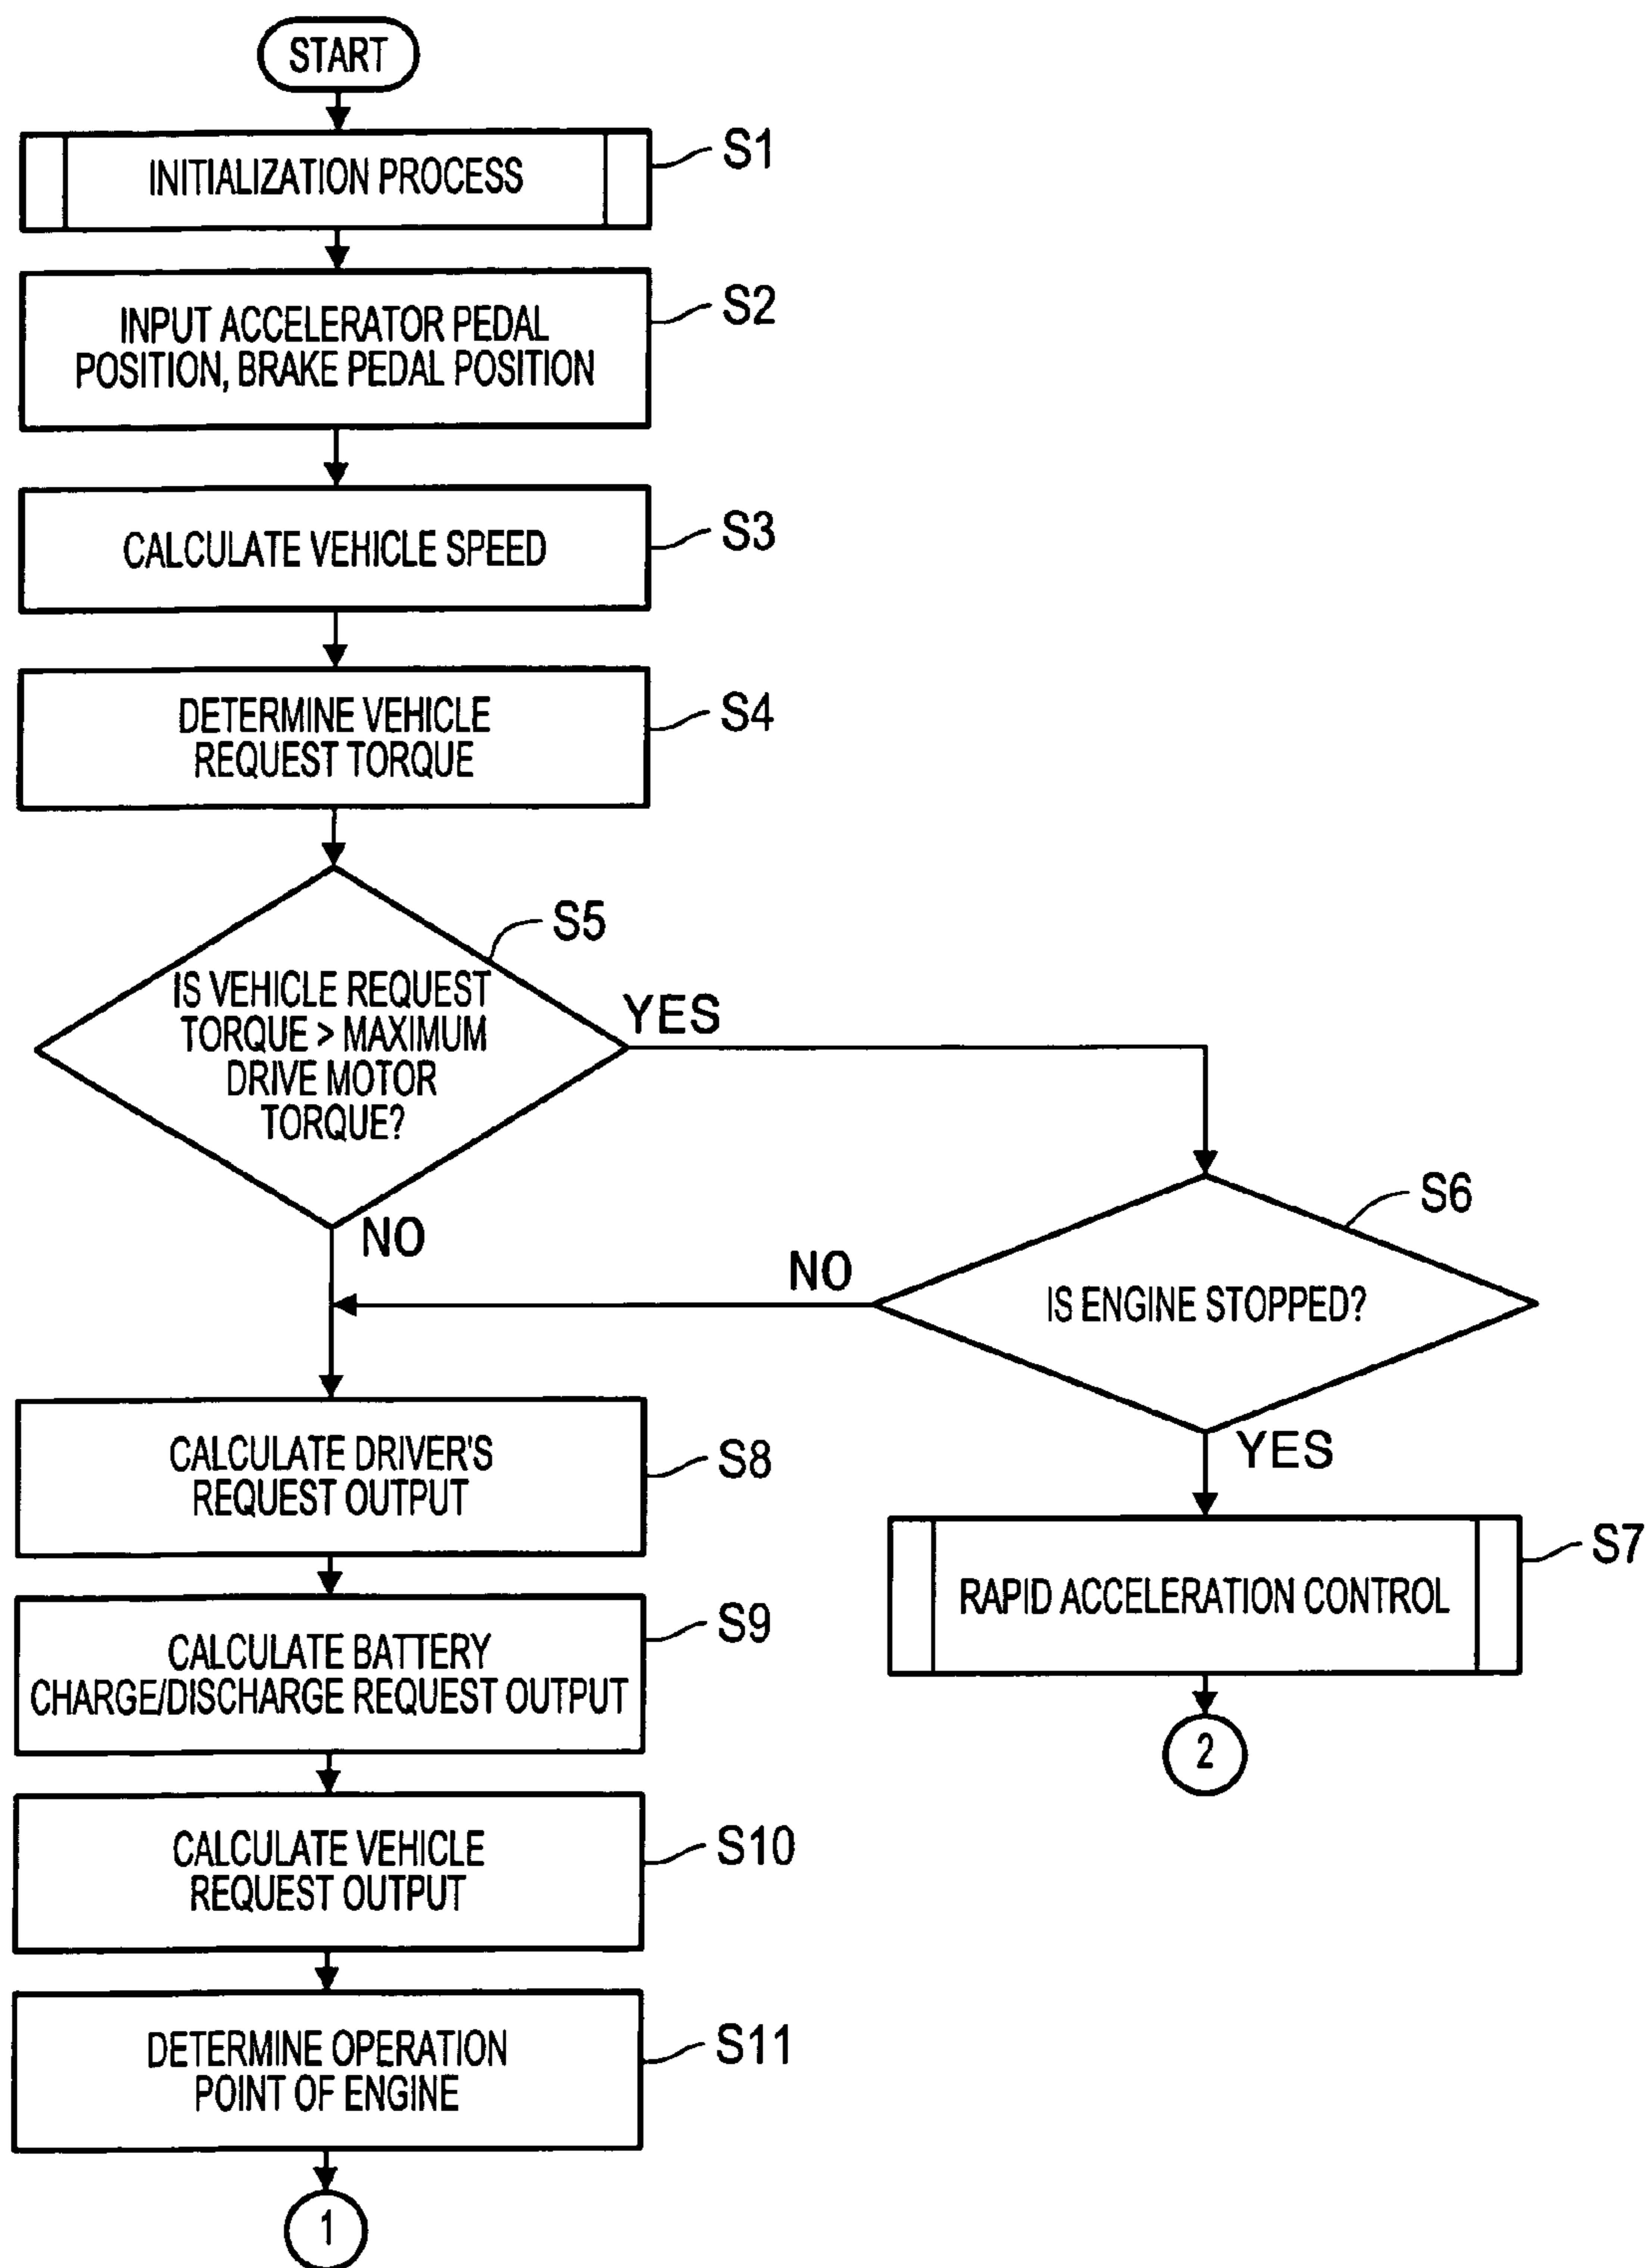 START
INITIALIZATION PROCESS
S1
INPUT ACCELERATOR PEDAL
POSITION, BRAKE PEDAL POSITION
S2
CALCULATE VEHICLE SPEED
S3
DETERMINE VEHICLE
REQUEST TORQUE
S4
S5
IS VEHICLE REQUEST
TORQUE > MAXIMUM
DRIVE MOTOR
TORQUE?
YES
NO
S6
IS ENGINE STOPPED?
NO
YES
RAPID ACCELERATION CONTROL
S7
2
CALCULATE DRIVER'S
REQUEST OUTPUT
S8
CALCULATE BATTERY
CHARGE/DISCHARGE REQUEST OUTPUT
S9
CALCULATE VEHICLE
REQUEST OUTPUT
S10
DETERMINE OPERATION
POINT OF ENGINE
S11
1